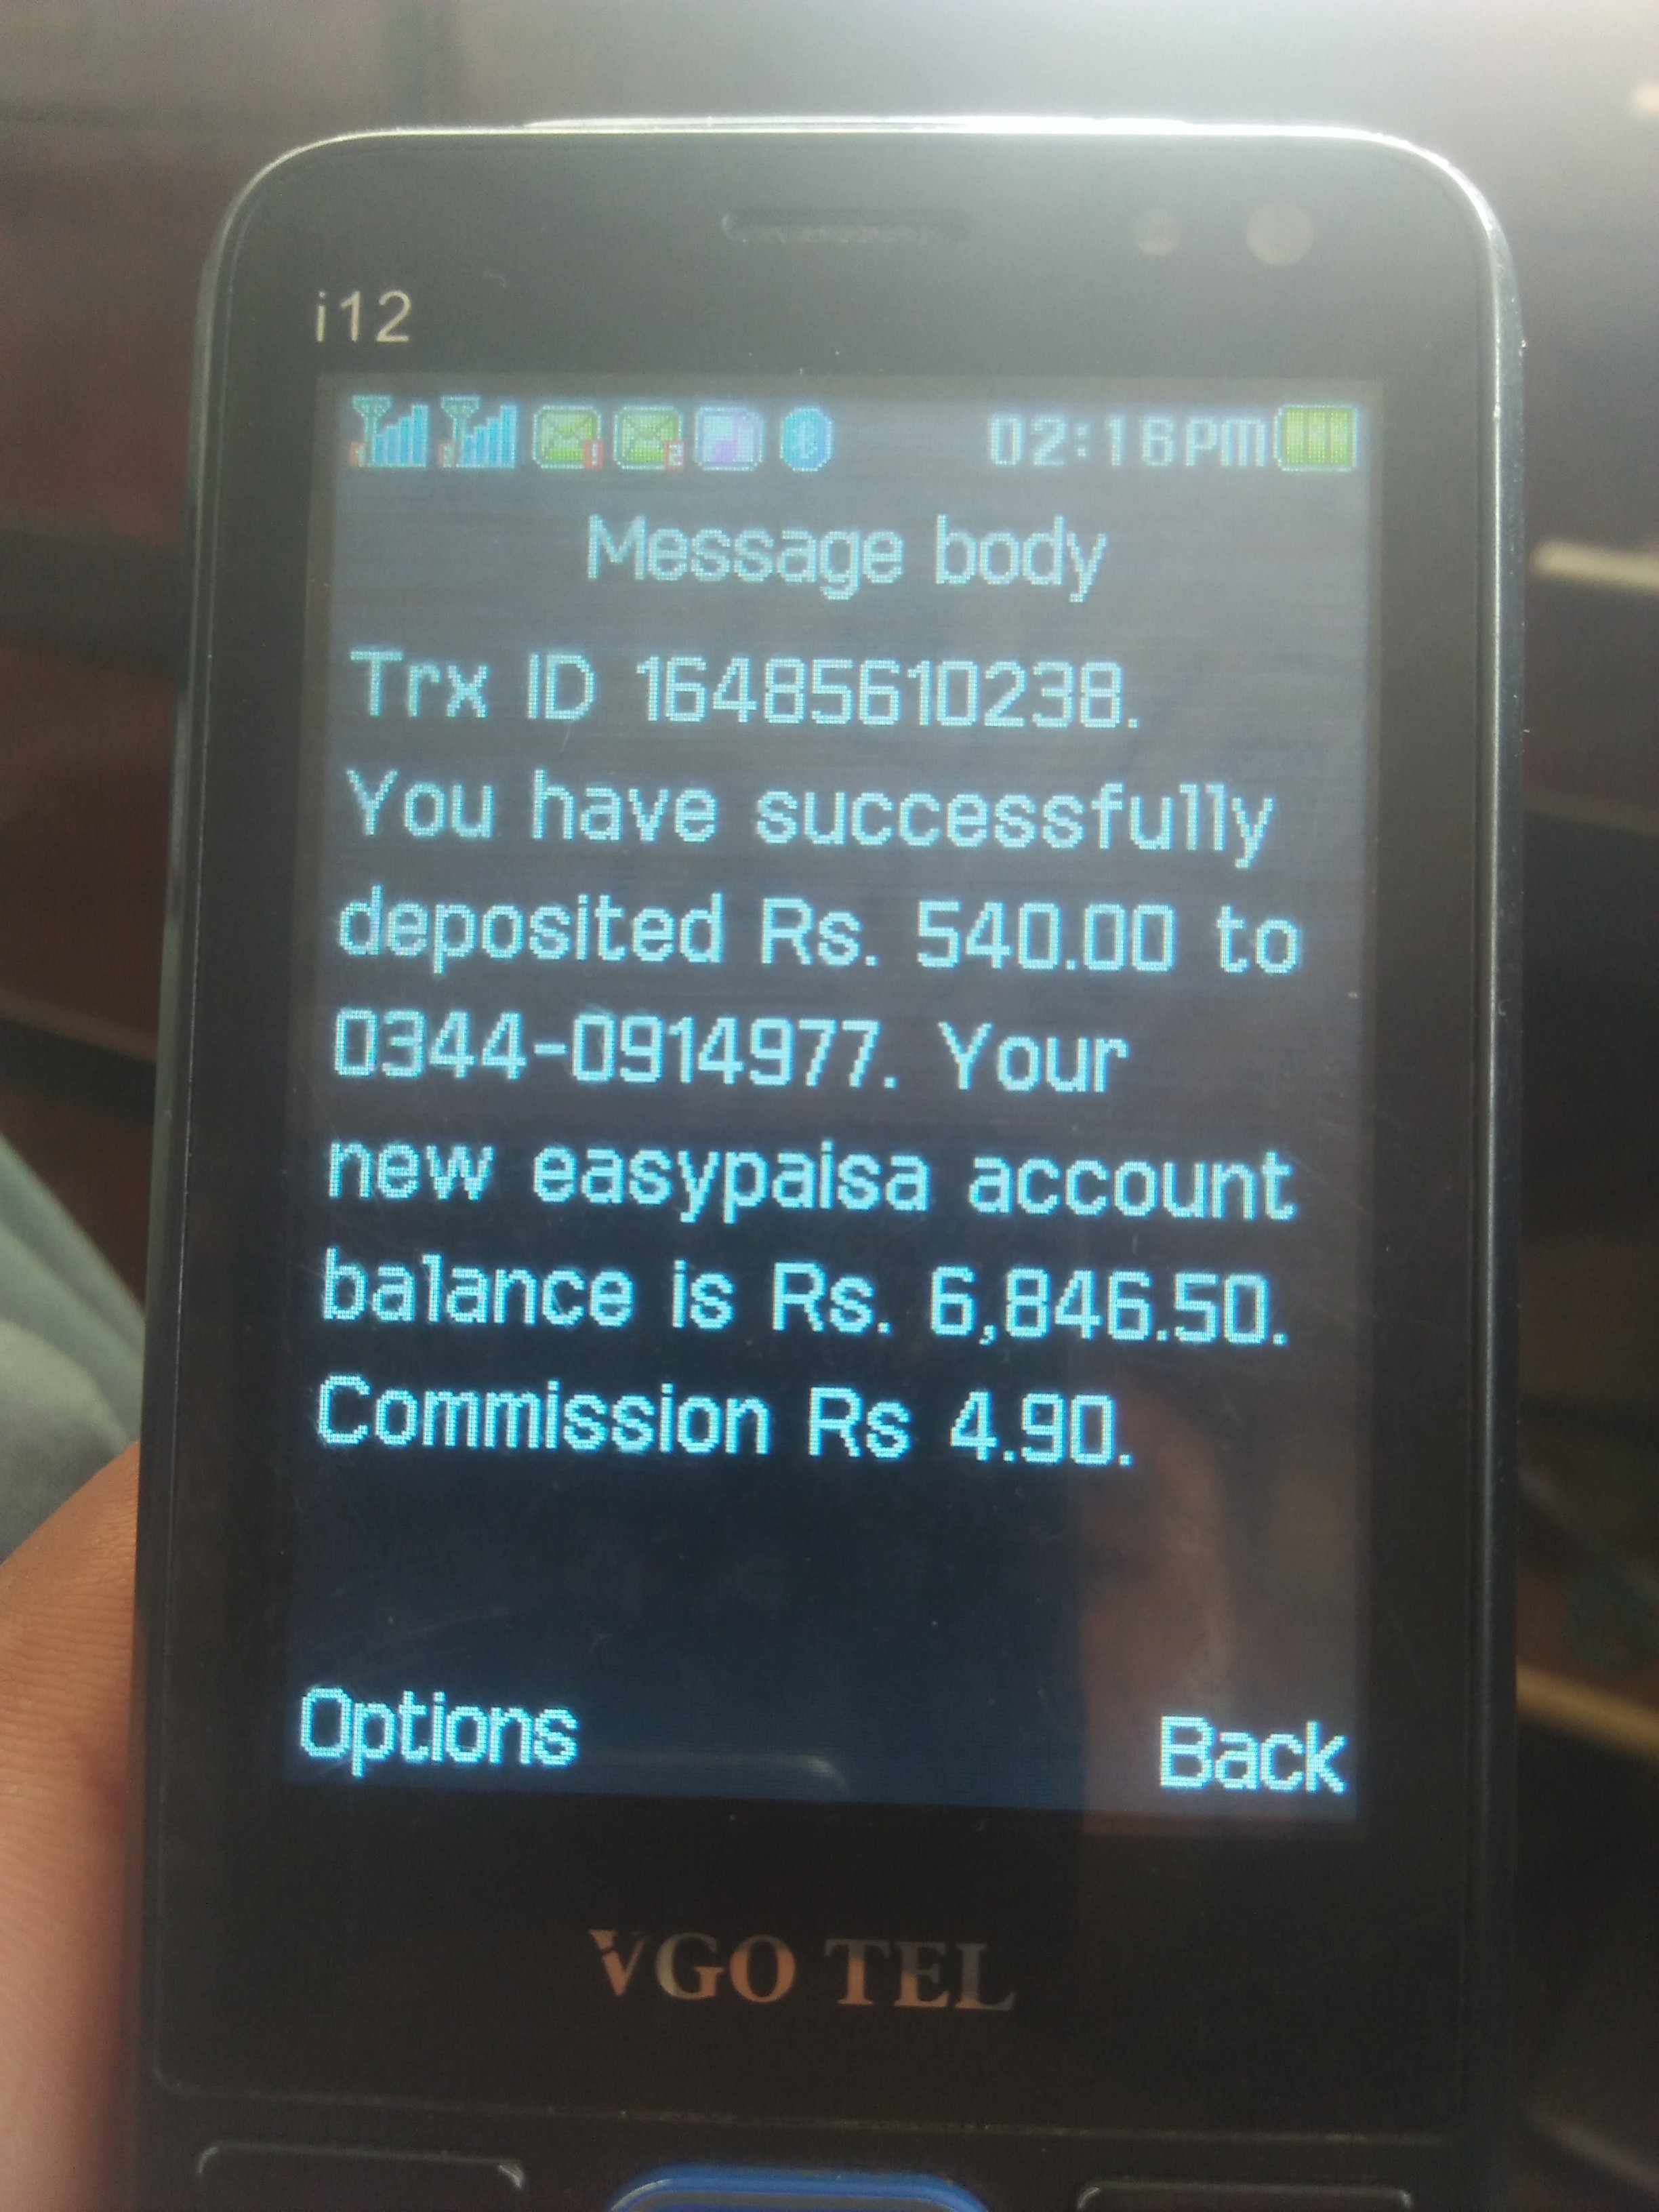 i12
02:16PM
Message body
Trx ID 16485610238.
You have successfully
deposited Rs. 540.00 to
0344-0914977. Your
new easypaisa account
balance is Rs. 6,846.50.
Commission Rs 4.90.
Options Back
VGO TEL